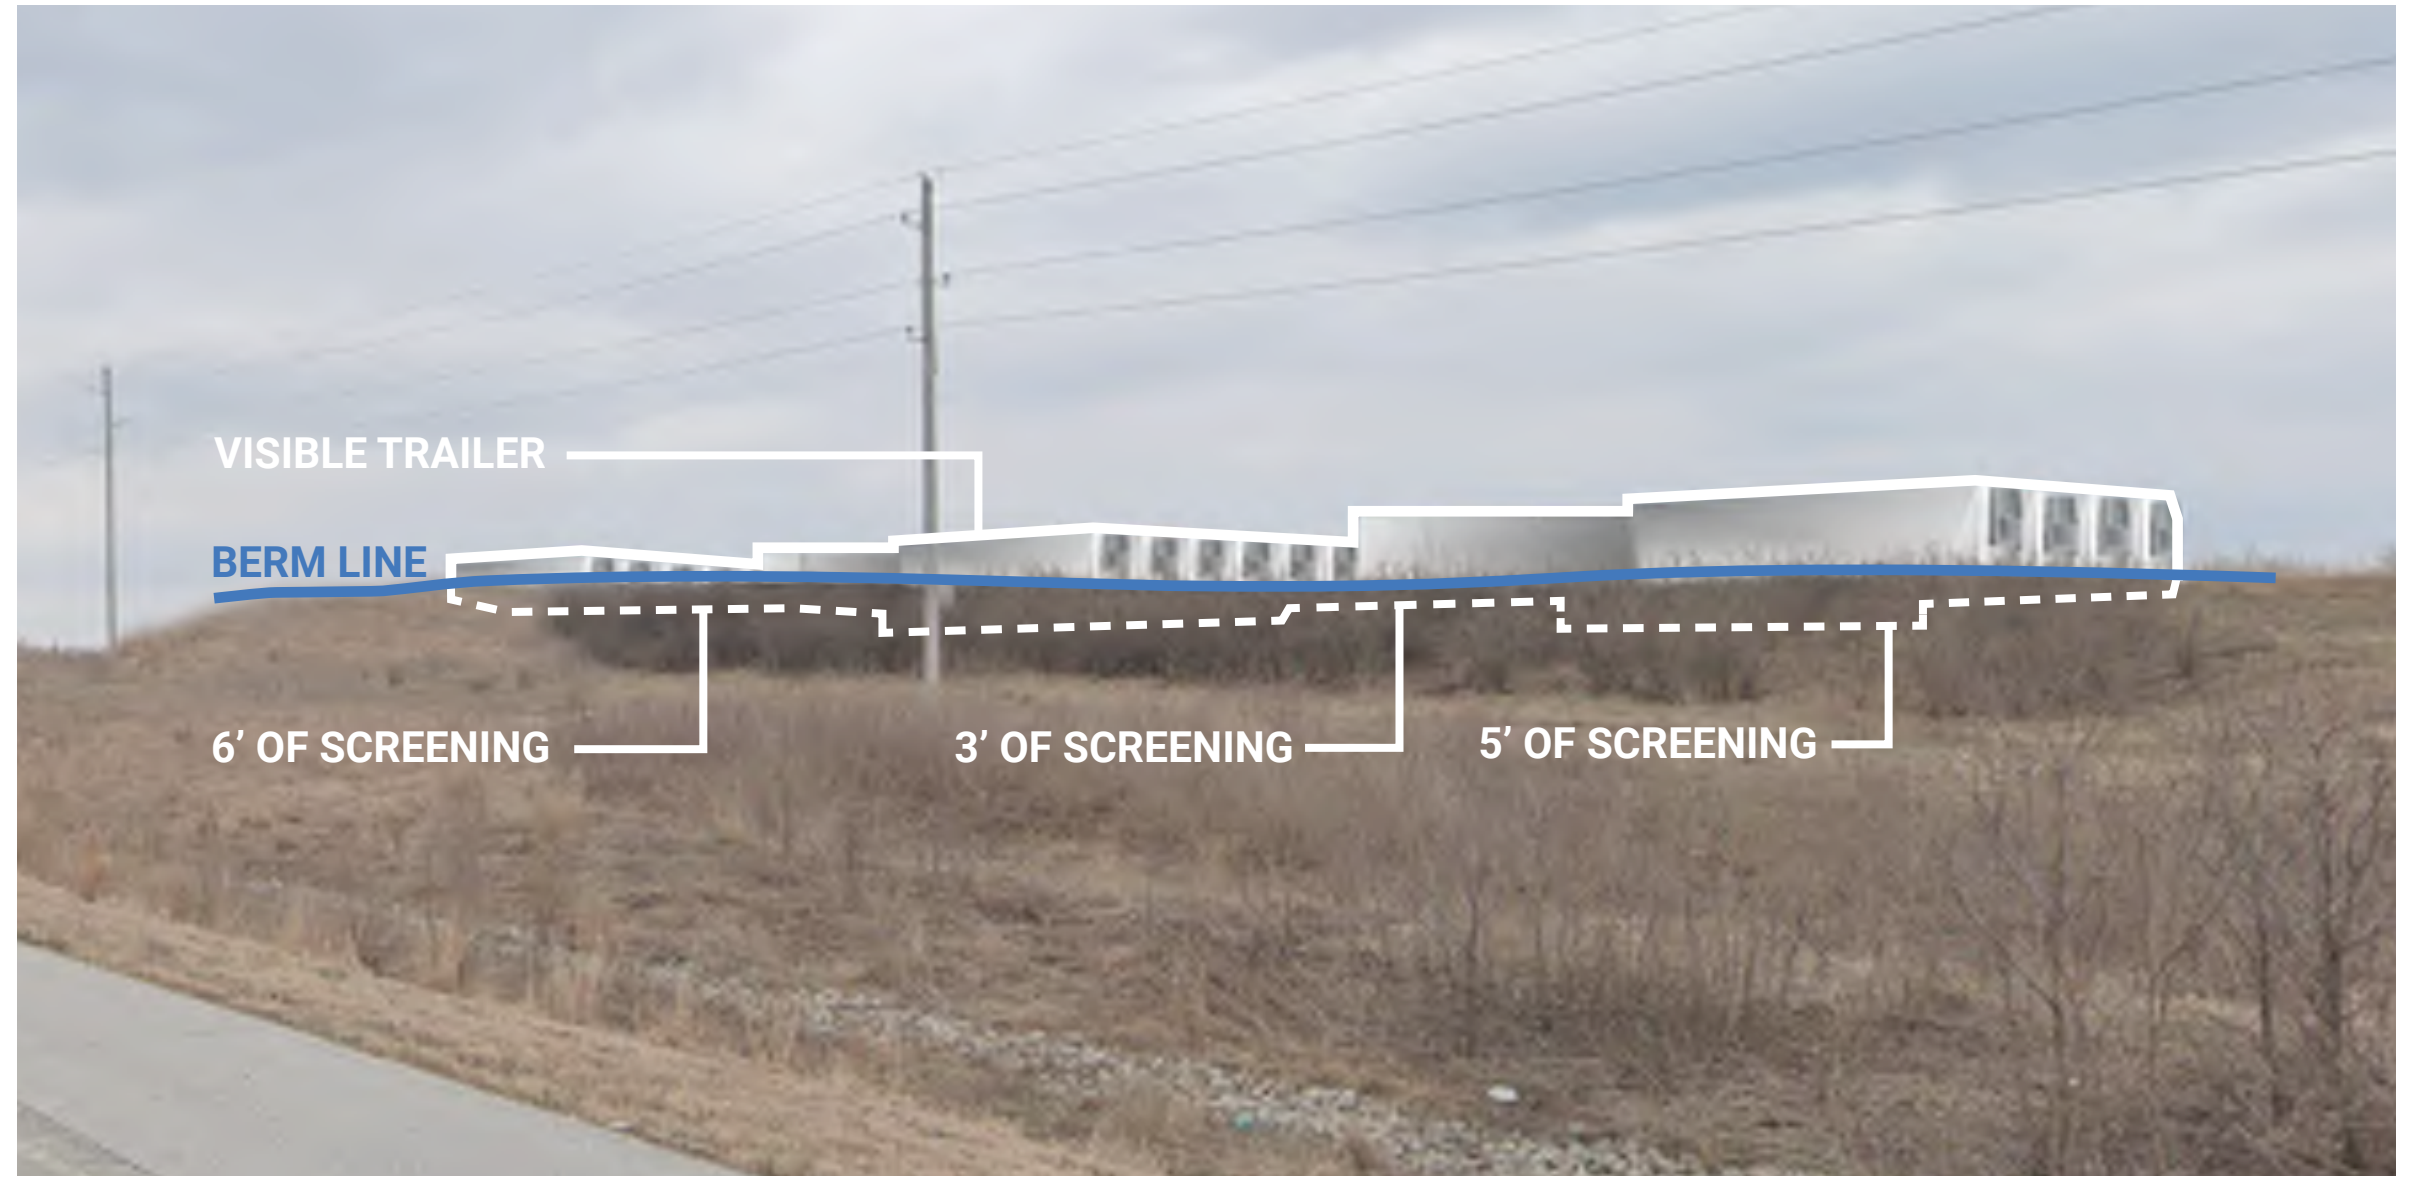 VISIBLE TRAILER
BERM LINE
6’ OF SCREENING
3’ OF SCREENING
5’ OF SCREENING